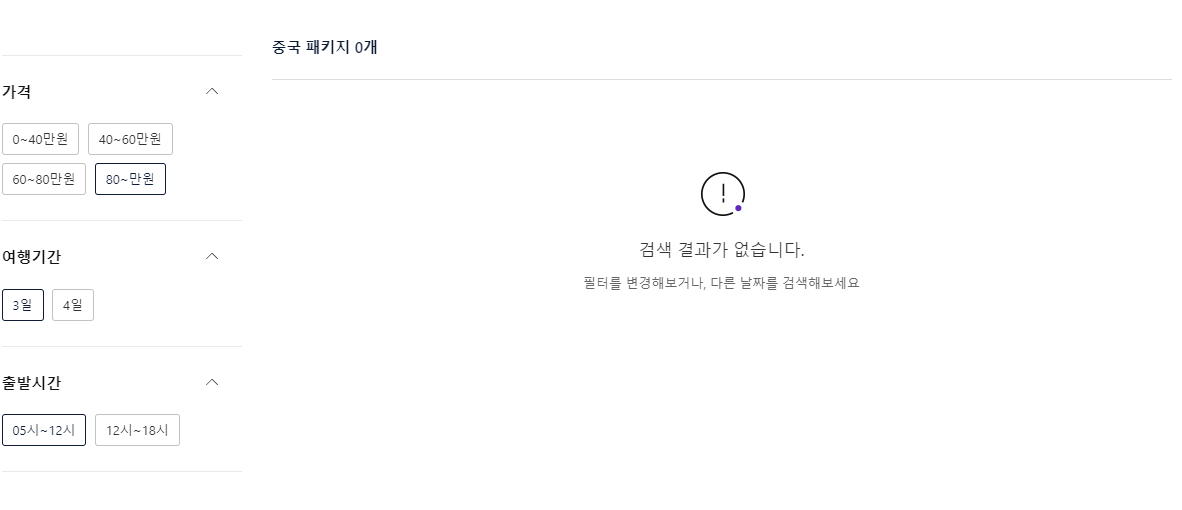 중국 패키지 0개
가격
0~40만원 40~60만원
60~80만원 80~만원
여행기간
3일 4일
출발시간
05시~12시 12시~18시
검색 결과가 없습니다.
필터를 변경해보거나, 다른 날짜를 검색해보세요